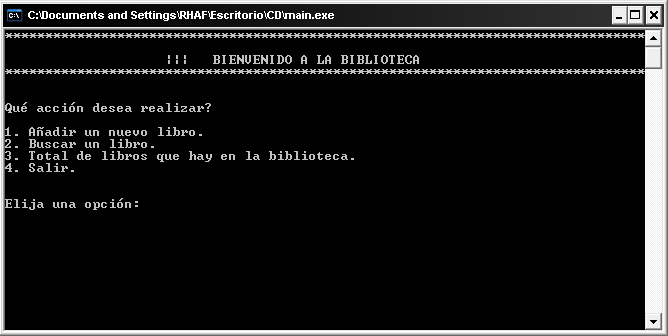 C:\Documents and Settings\RHAF\Escritorio\CD\main.exe
********************************************************************************
¦¦¦ BIENVENIDO A LA BIBLIOTECA
********************************************************************************
Qué acción desea realizar?
1. Añadir un nuevo libro.
2. Buscar un libro.
3. Total de libros que hay en la biblioteca.
4. Salir.
Elija una opción: